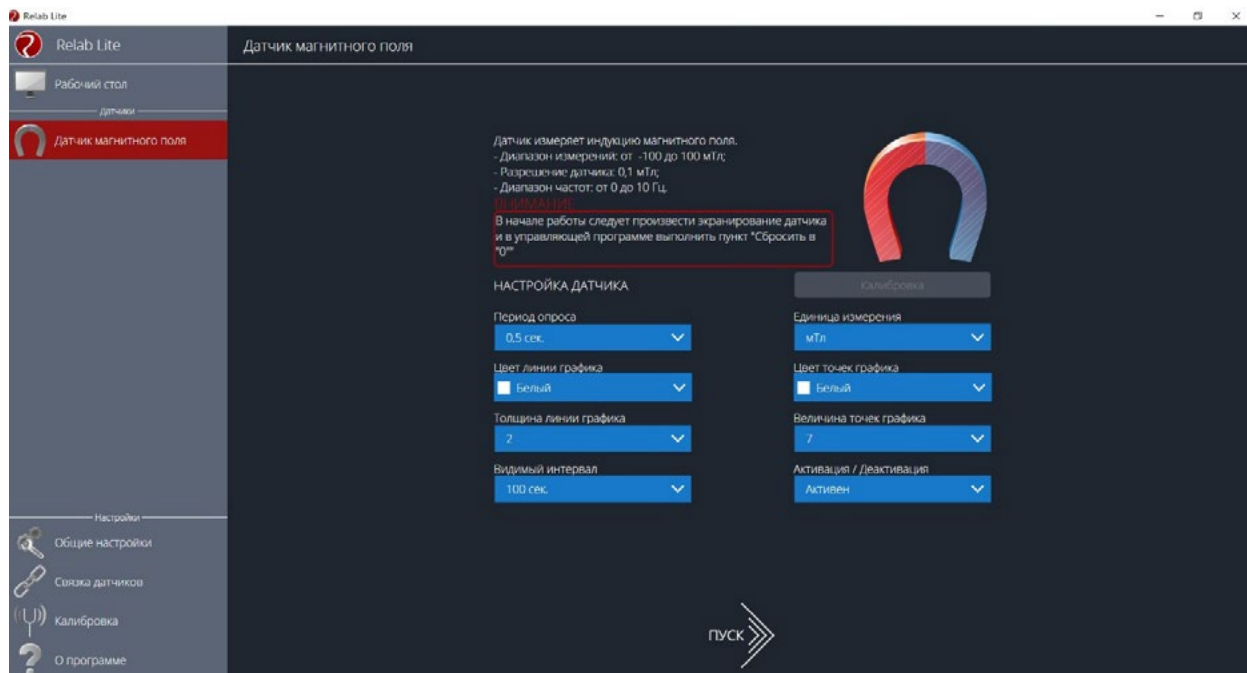 Relab Lite
Relab Lite
Датчик магнитного поля
Рабочий стол
Датчики
Датчик магнитного поля
Датчик измеряет индукцию магнитного поля.
- Диапазон измерений: от -100 до 100 мТл;
- Разрешение датчика: 0,1 мТл;
- Диапазон частот: от 0 до 10 Гц.
ВНИМАНИЕ
В начале работы следует произвести экранирование датчика
и в управляющей программе выполнить пункт "Сбросить в
"0""
НАСТРОЙКА ДАТЧИКА
Калибровка
Период опроса
Единица измерения
0,5 сек.
мТл
Цвет линии графика
Цвет точек графика
Белый
Белый
Толщина линии графика
Величина точек графика
2
7
Видимый интервал
Активация / Деактивация
100 сек.
Активен
Настройки
Общие настройки
Связка датчиков
Калибровка
О программе
ПУСК